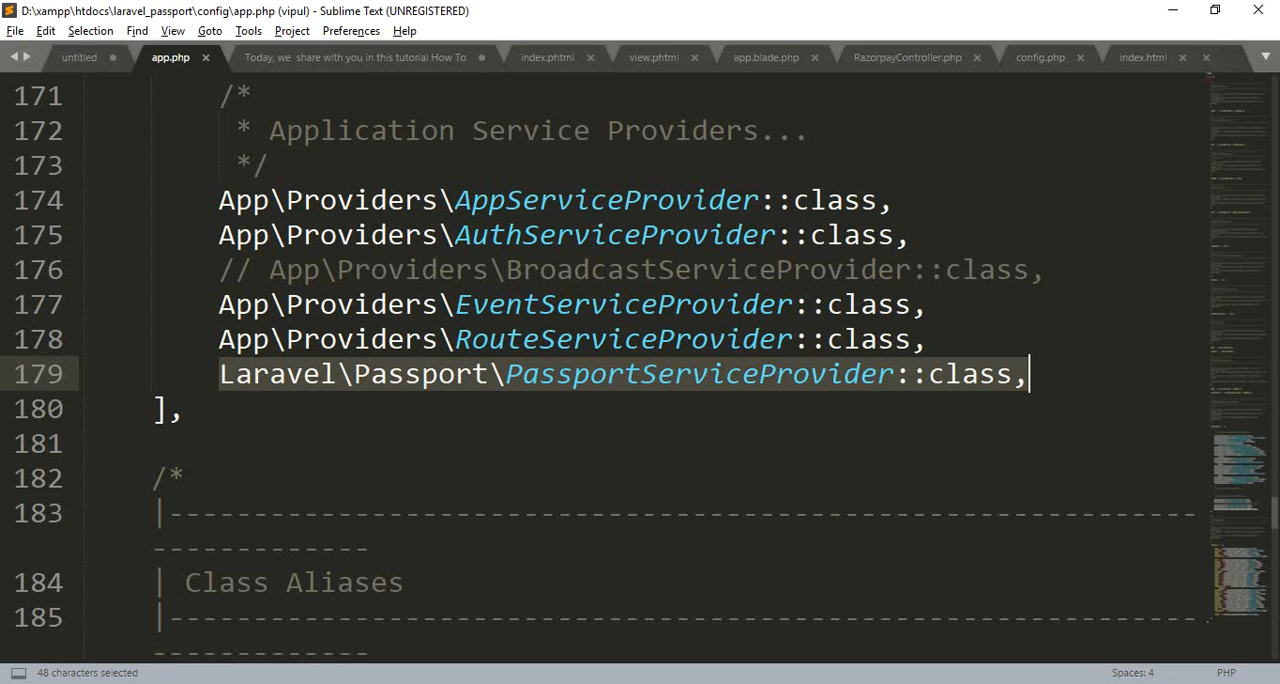 D:\xampp\htdocs\laravel_passport\config\app.php (vipul) - Sublime Text (UNREGISTERED)
File Edit Selection Find View Goto Tools Project Preferences Help
untitled app.php Today, we share with you in this tutorial How To index.phtml view.phtml app.blade.php RazorpayController.php config.php index.html
171 /*
172 * Application Service Providers...
173 */
174 App\Providers\AppServiceProvider::class,
175 App\Providers\AuthServiceProvider::class,
176 // App\Providers\BroadcastServiceProvider::class,
177 App\Providers\EventServiceProvider::class,
178 App\Providers\RouteServiceProvider::class,
179 Laravel\Passport\PassportServiceProvider::class,
180 ],
181
182 /*
183 |-------------------------------------------------------------
-------------
184 | Class Aliases
185 |-------------------------------------------------------------
-------------
48 characters selected Spaces: 4 PHP